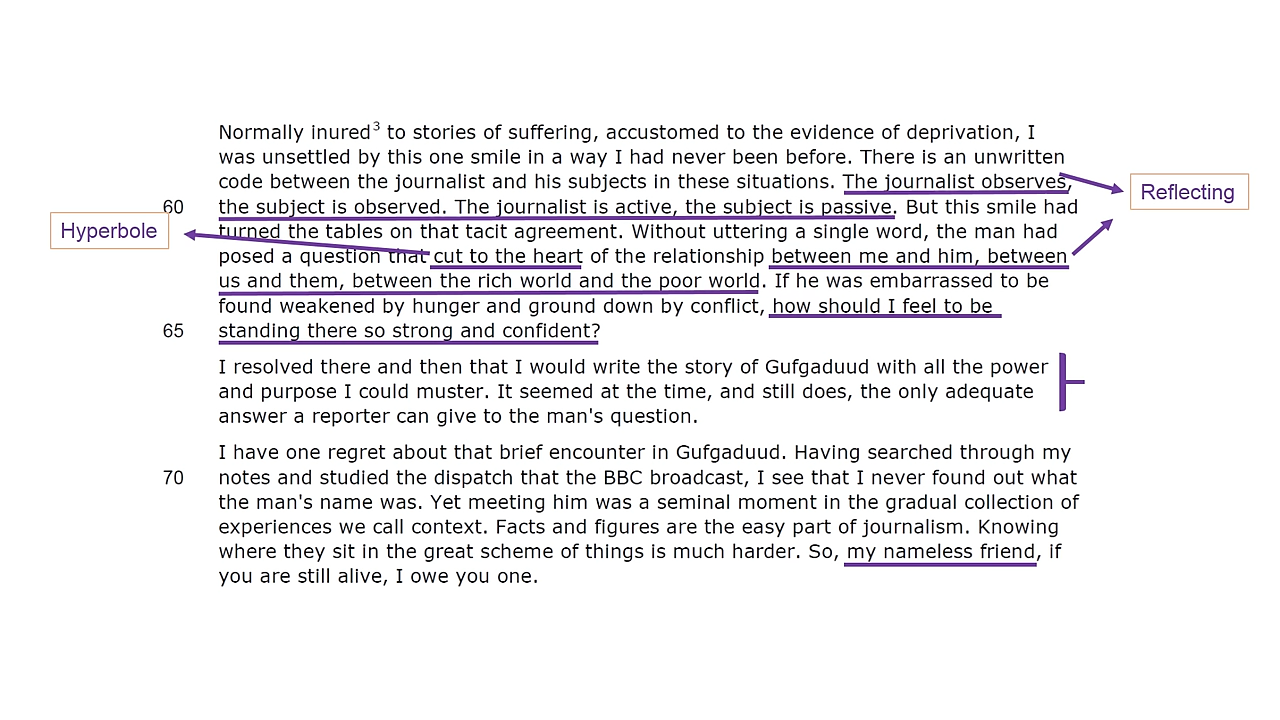 Normally inured3 to stories of suffering, accustomed to the evidence of deprivation, I
was unsettled by this one smile in a way I had never been before. There is an unwritten
code between the journalist and his subjects in these situations. The journalist observes,
Reflecting
60 the subject is observed. The journalist is active, the subject is passive. But this smile had
Hyperbole
turned the tables on that tacit agreement. Without uttering a single word, the man had
posed a question that cut to the heart of the relationship between me and him, between
us and them, between the rich world and the poor world. If he was embarrassed to be
found weakened by hunger and ground down by conflict, how should I feel to be
65 standing there so strong and confident?
I resolved there and then that I would write the story of Gufgaduud with all the power
and purpose I could muster. It seemed at the time, and still does, the only adequate
answer a reporter can give to the man's question.
I have one regret about that brief encounter in Gufgaduud. Having searched through my
70 notes and studied the dispatch that the BBC broadcast, I see that I never found out what
the man's name was. Yet meeting him was a seminal moment in the gradual collection of
experiences we call context. Facts and figures are the easy part of journalism. Knowing
where they sit in the great scheme of things is much harder. So, my nameless friend, if
you are still alive, I owe you one.